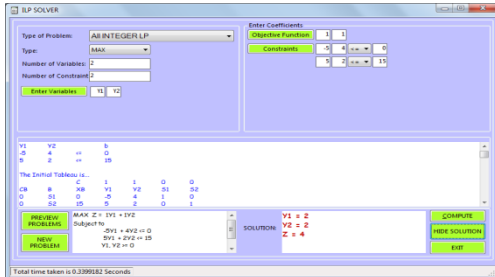 ILP SOLVER
Type of Problem: All INTEGER LP
Type: MAX
Number of Variables: 2
Number of Constraint 2
Enter Variables Y1 Y2
Enter Coefficients
Objective Function 1 1
Constraints -5 4 <= 0
5 2 <= 15
Y1 Y2 b
-5 4 <= 0
5 2 <= 15
The Initial Tableau is...
C 1 1 0 0
CB B XB Y1 Y2 S1 S2
0 S1 0 -5 4 1 0
0 S2 15 5 2 0 1
PREVIEW PROBLEMS
NEW PROBLEM
MAX Z = 1Y1 + 1Y2
Subject to
-5Y1 + 4Y2 <= 0
5Y1 + 2Y2 <= 15
Y1, Y2 >= 0
SOLUTION:
Y1 = 2
Y2 = 2
Z = 4
COMPUTE
HIDE SOLUTION
EXIT
Total time taken is 0.3399182 Seconds